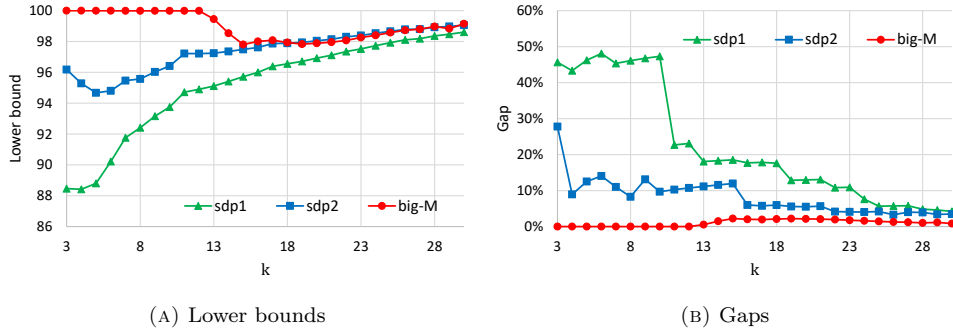 100
98
96
94
92
90
88
86
Lower bound
sdp1 sdp2 big-M
3 8 13 18 23 28
k
(A) Lower bounds
60%
50%
40%
30%
20%
10%
0%
Gap
sdp1 sdp2 big-M
3 8 13 18 23 28
k
(B) Gaps